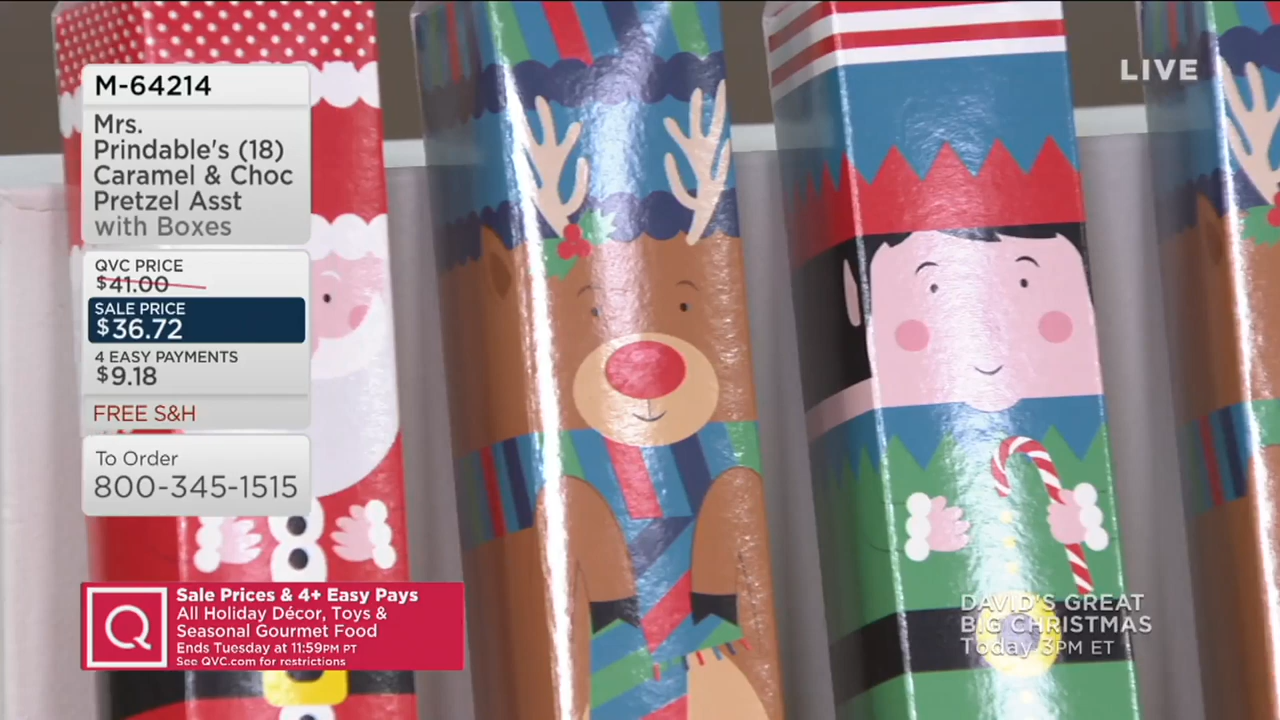 M-64214
Mrs.
Prindable's (18)
Caramel & Choc
Pretzel Asst
with Boxes
QVC PRICE
$41.00
SALE PRICE
$36.72
4 EASY PAYMENTS
$9.18
FREE S&H
To Order
800-345-1515
Q
Sale Prices & 4+ Easy Pays
All Holiday Décor, Toys &
Seasonal Gourmet Food
Ends Tuesday at 11:59PM PT
See QVC.com for restrictions
LIVE
DAVID'S GREAT
BIG CHRISTMAS
Today 3PM ET